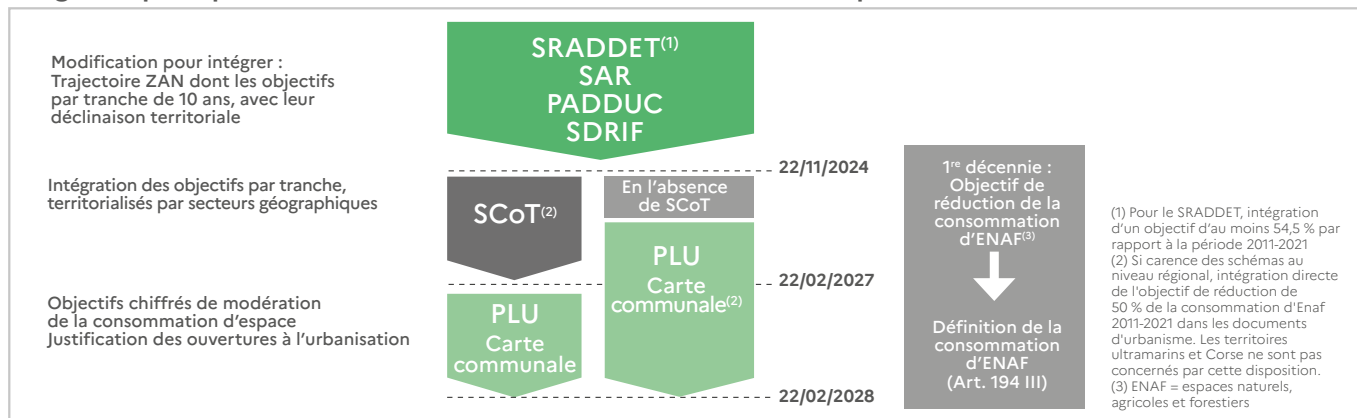 Modification pour intégrer :
Trajectoire ZAN dont les objectifs
par tranche de 10 ans, avec leur
déclinaison territoriale
SRADDET(1)
SAR
PADDUC
SDRIF
22/11/2024
Intégration des objectifs par tranche,
territorialisés par secteurs géographiques
SCoT(2)
En l'absence
de SCoT
PLU
Carte
communale(2)
22/02/2027
Objectifs chiffrés de modération
de la consommation d'espace
Justification des ouvertures à l'urbanisation
PLU
Carte
communale
22/02/2028
1re décennie :
Objectif de
réduction de la
consommation
d'ENAF(3)
Définition de la
consommation
d'ENAF
(Art. 194 III)
(1) Pour le SRADDET, intégration
d'un objectif d'au moins 54,5 % par
rapport à la période 2011-2021
(2) Si carence des schémas au
niveau régional, intégration directe
de l'objectif de réduction de
50 % de la consommation d'Enaf
2011-2021 dans les documents
d'urbanisme. Les territoires
ultramarins et Corse ne sont pas
concernés par cette disposition.
(3) ENAF = espaces naturels,
agricoles et forestiers